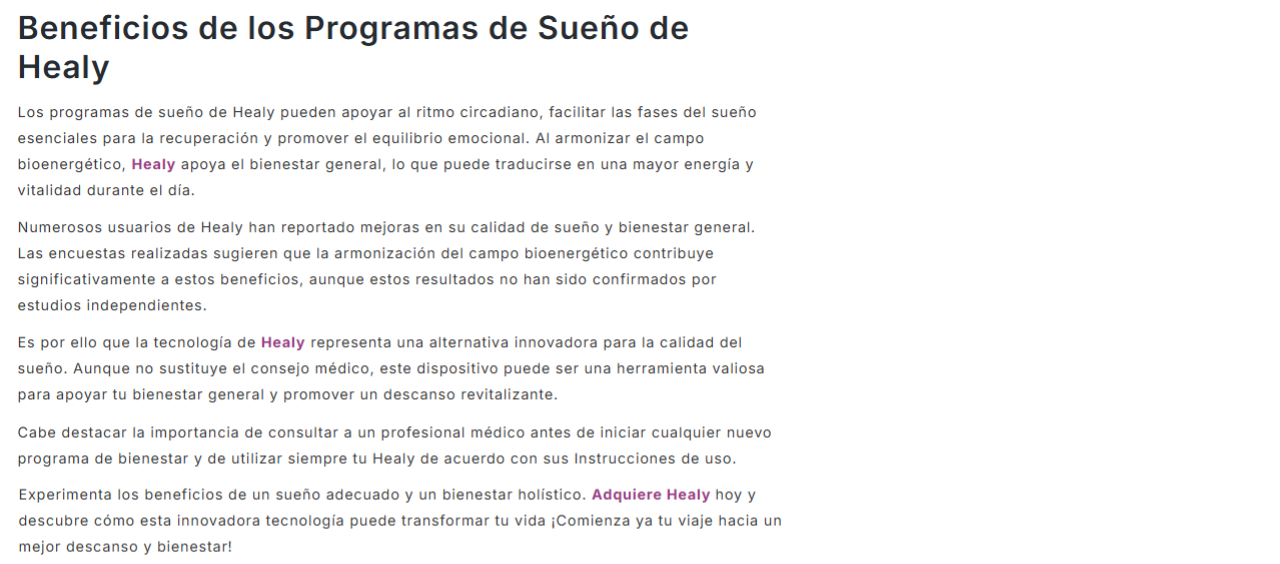 Beneficios de los Programas de Sueño de
Healy
Los programas de sueño de Healy pueden apoyar al ritmo circadiano, facilitar las fases del sueño
esenciales para la recuperación y promover el equilibrio emocional. Al armonizar el campo
bioenergético, Healy apoya el bienestar general, lo que puede traducirse en una mayor energía y
vitalidad durante el día.
Numerosos usuarios de Healy han reportado mejoras en su calidad de sueño y bienestar general.
Las encuestas realizadas sugieren que la armonización del campo bioenergético contribuye
significativamente a estos beneficios, aunque estos resultados no han sido confirmados por
estudios independientes.
Es por ello que la tecnología de Healy representa una alternativa innovadora para la calidad del
sueño. Aunque no sustituye el consejo médico, este dispositivo puede ser una herramienta valiosa
para apoyar tu bienestar general y promover un descanso revitalizante.
Cabe destacar la importancia de consultar a un profesional médico antes de iniciar cualquier nuevo
programa de bienestar y de utilizar siempre tu Healy de acuerdo con sus Instrucciones de uso.
Experimenta los beneficios de un sueño adecuado y un bienestar holístico. Adquiere Healy hoy y
descubre cómo esta innovadora tecnología puede transformar tu vida ¡Comienza ya tu viaje hacia un
mejor descanso y bienestar!